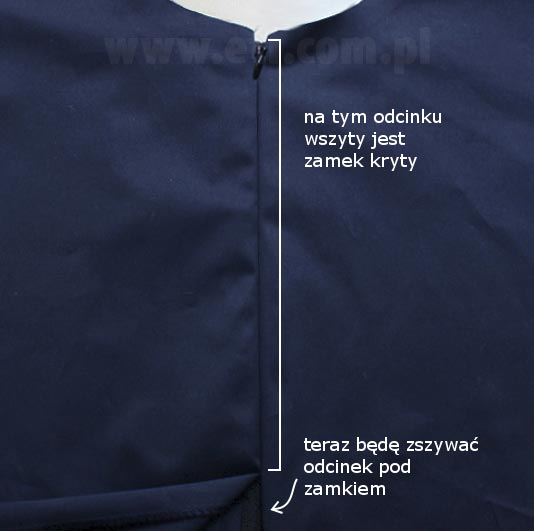 na tym odcinku
wszyty jest
zamek kryty
teraz będę zszywać
odcinek pod
zamkiem